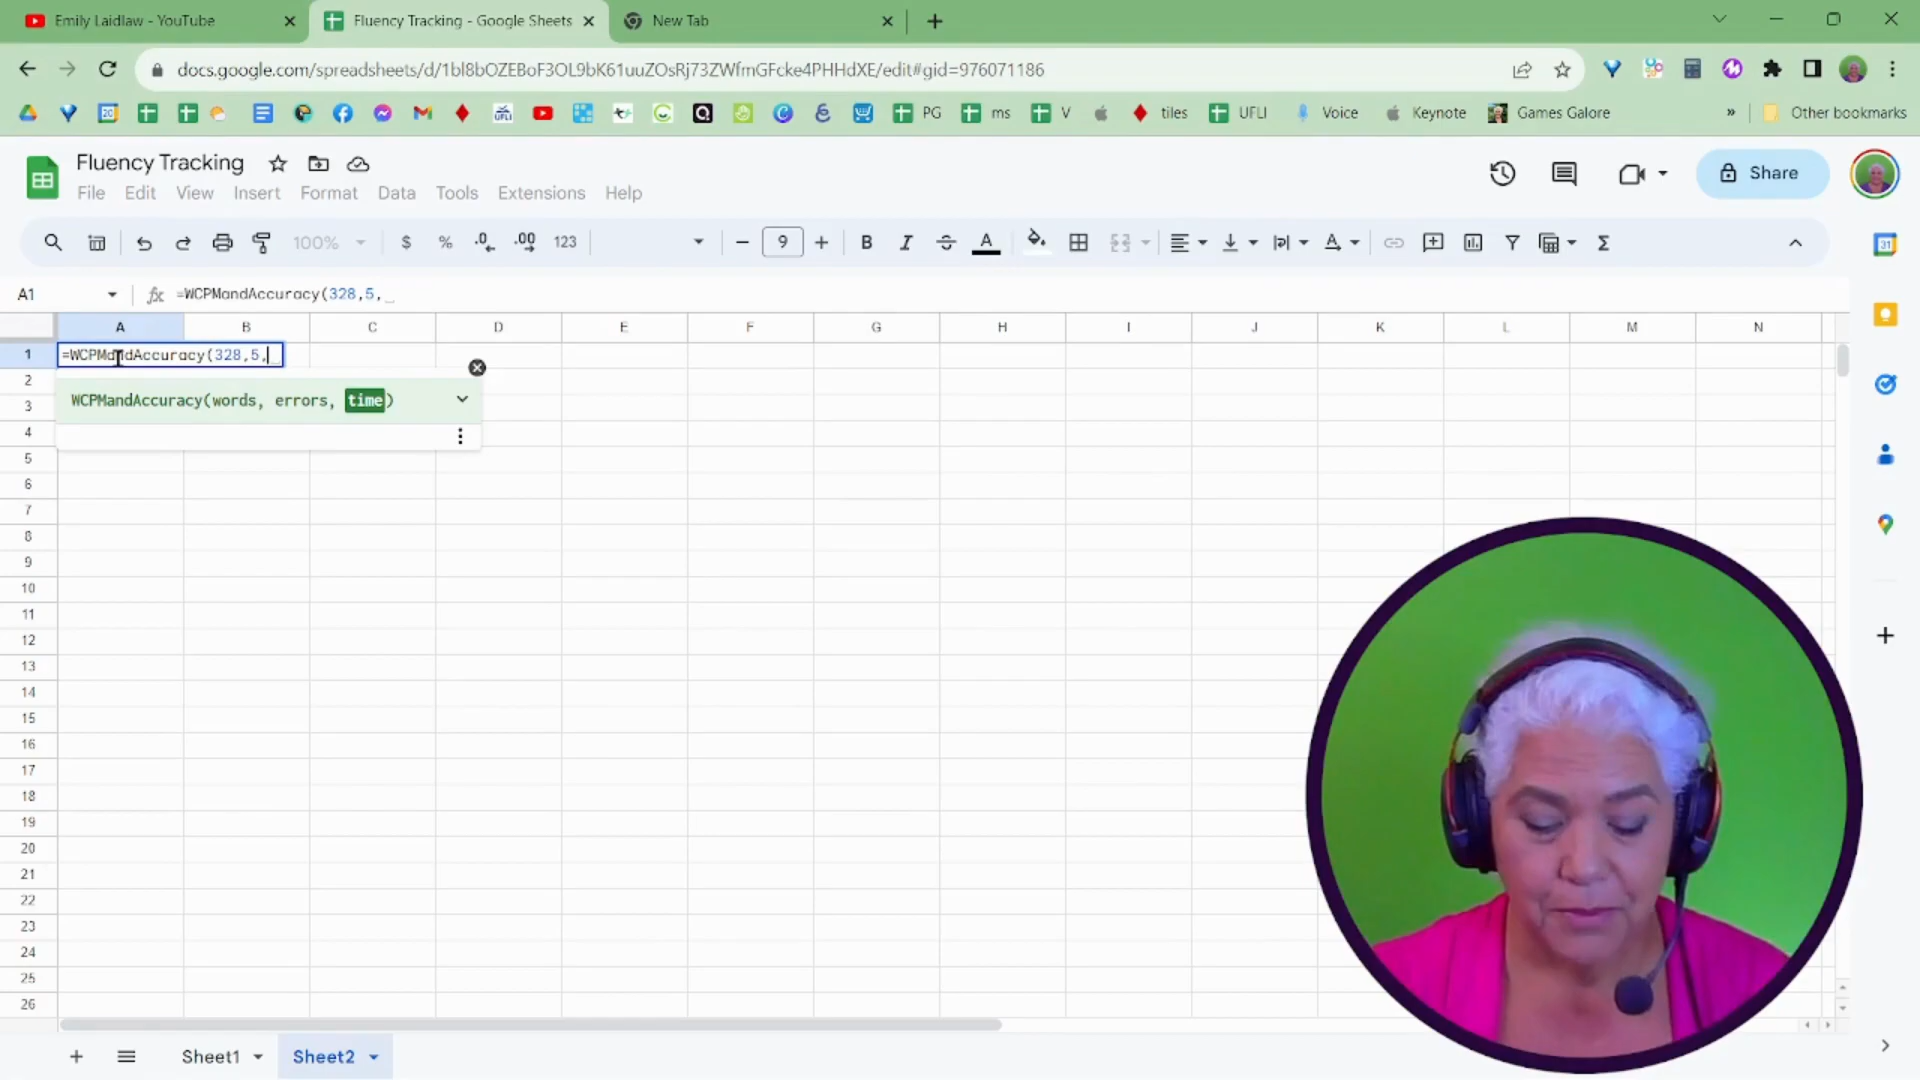 Emily Laidlaw - YouTube
Fluency Tracking - Google Sheets
New Tab
docs.google.com/spreadsheets/d/1bl8bOZEBoF3OL9bK61uuZOsRj73ZWfmGFcke4PHHdXE/edit#gid=976071186
PG
ms
V
tiles
UFLI
Voice
Keynote
Games Galore
»
Other bookmarks
Fluency Tracking
File Edit View Insert Format Data Tools Extensions Help
Share
100% $ % .0 .00 123 9 B I S A Σ
31
A1 fx =WCPMandAccuracy(328,5,
A B C D E F G H I J K L M N
1 =WCPMandAccuracy(328,5,
2
WCPMandAccuracy(words, errors, time)
3
4
5
6
7
8
9
10
11
12
13
14
15
16
17
18
19
20
21
22
23
24
25
26
Sheet1 Sheet2